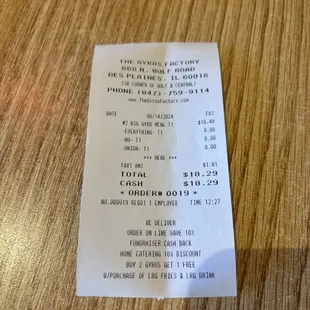 THE GYROS FACTORY
660 N. WOLF ROAD
DES PLAINES, IL 60016
(NE CORNER OF WOLF & CENTRAL)
PHONE (847)-759-9114
www.TheGyrosFactory.com
DATE 06/14/2024 FRI
#2 BIG GYRO MEAL T1 $16.48
-EVERYTHING- T1 0.00
-NO- T1 0.00
-ONION- T1 0.00
*** HERE ***
TAX1 AMT $1.81
TOTAL $18.29
CASH $18.29
* ORDER# 0019 *
NO.000019 REG01 1 EMPLOYEE TIME 12:27
WE DELIVER
ORDER ON LINE SAVE 10%
FUNDRAISER CASH BACK
HOME CATERING 10% DISCOUNT
BUY 2 GYROS GET 1 FREE
W/PURCHASE OF LRG FRIES & LRG DRINK